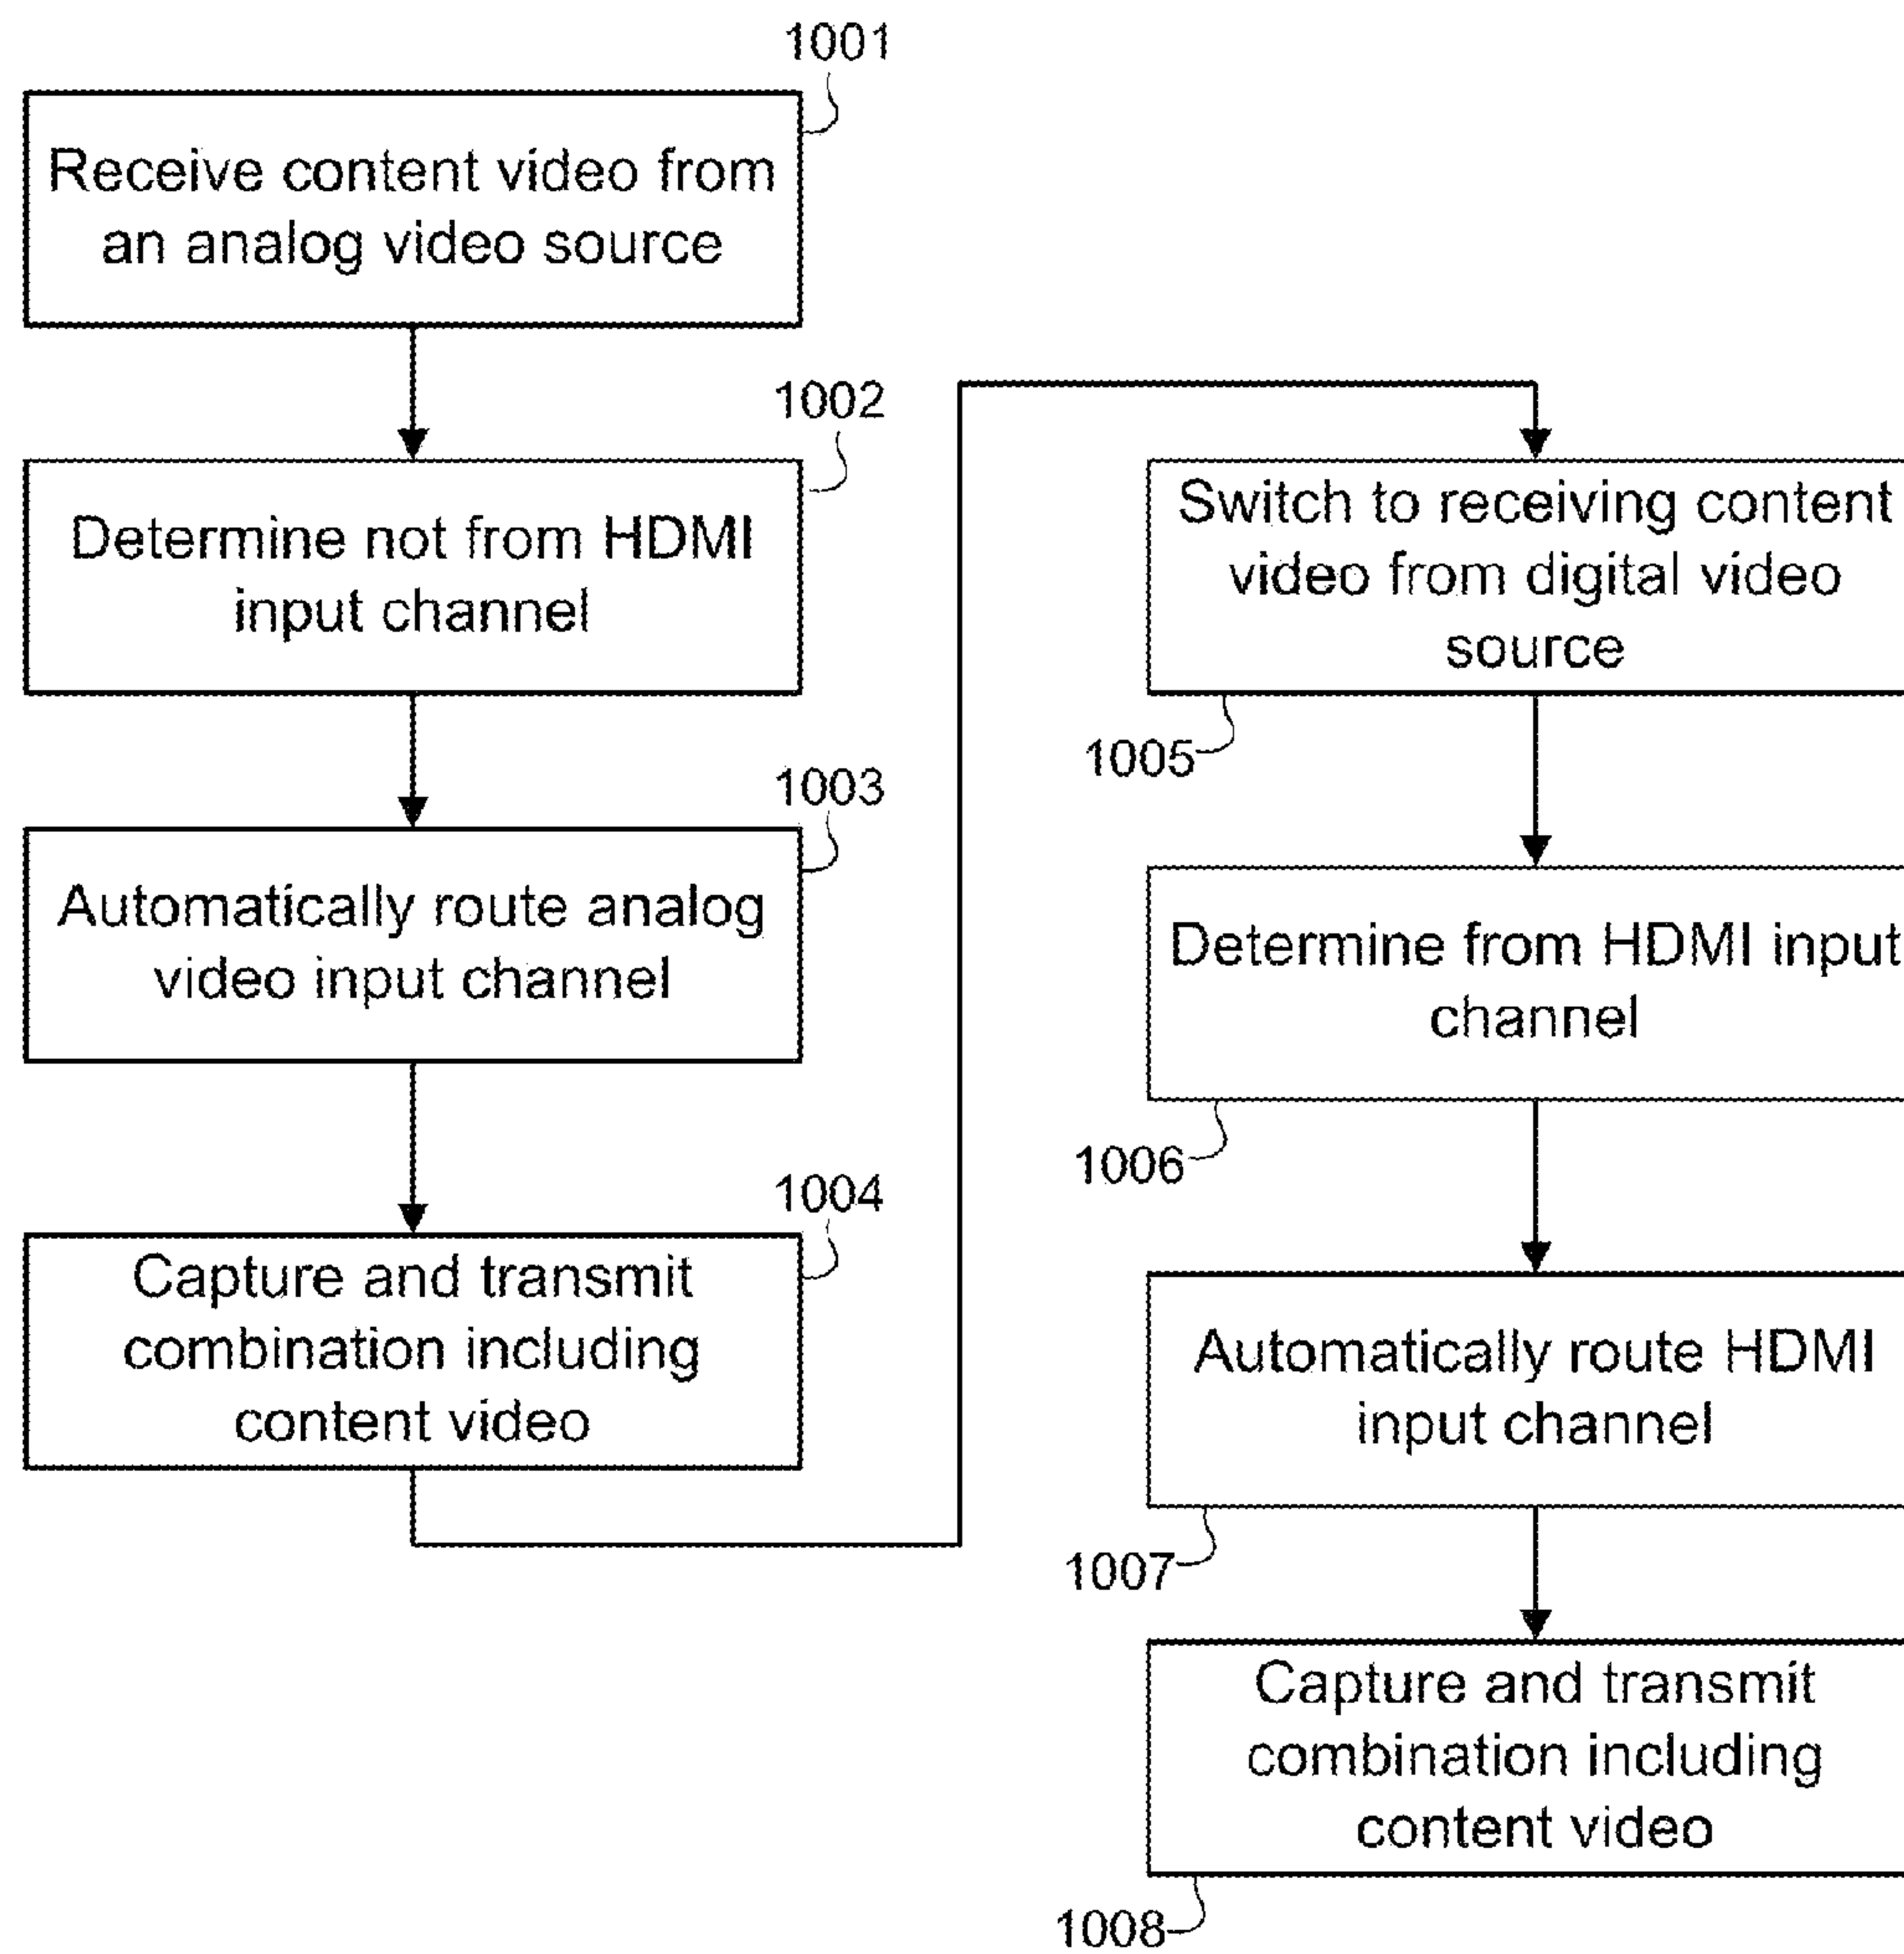 1001
Receive content video from
an analog video source
1002
Determine not from HDMI
input channel
1003
Automatically route analog
video input channel
1004
Capture and transmit
combination including
content video
Switch to receiving content
video from digital video
source
1005
Determine from HDMI input
channel
1006
Automatically route HDMI
input channel
1007
Capture and transmit
combination including
content video
1008